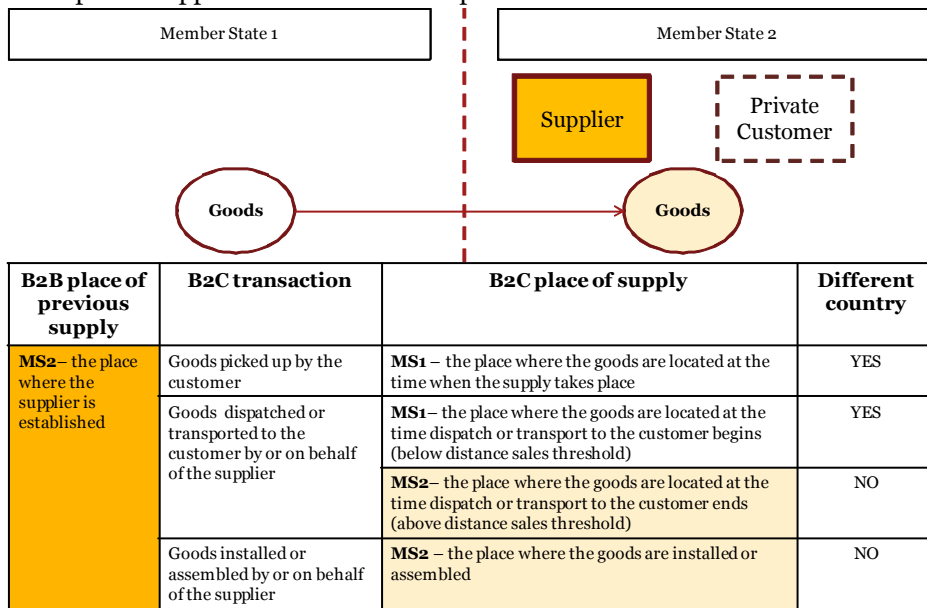 Member State 1
Member State 2
Supplier
Private
Customer
Goods
Goods
B2B place of
previous
supply
B2C transaction
B2C place of supply
Different
country
MS2– the place
where the
supplier is
established
Goods picked up by the
customer
MS1 – the place where the goods are located at the
time when the supply takes place
YES
Goods dispatched or
transported to the
customer by or on behalf
of the supplier
MS1– the place where the goods are located at the
time dispatch or transport to the customer begins
(below distance sales threshold)
YES
MS2– the place where the goods are located at the
time dispatch or transport to the customer ends
(above distance sales threshold)
NO
Goods installed or
assembled by or on behalf
of the supplier
MS2 – the place where the goods are installed or
assembled
NO